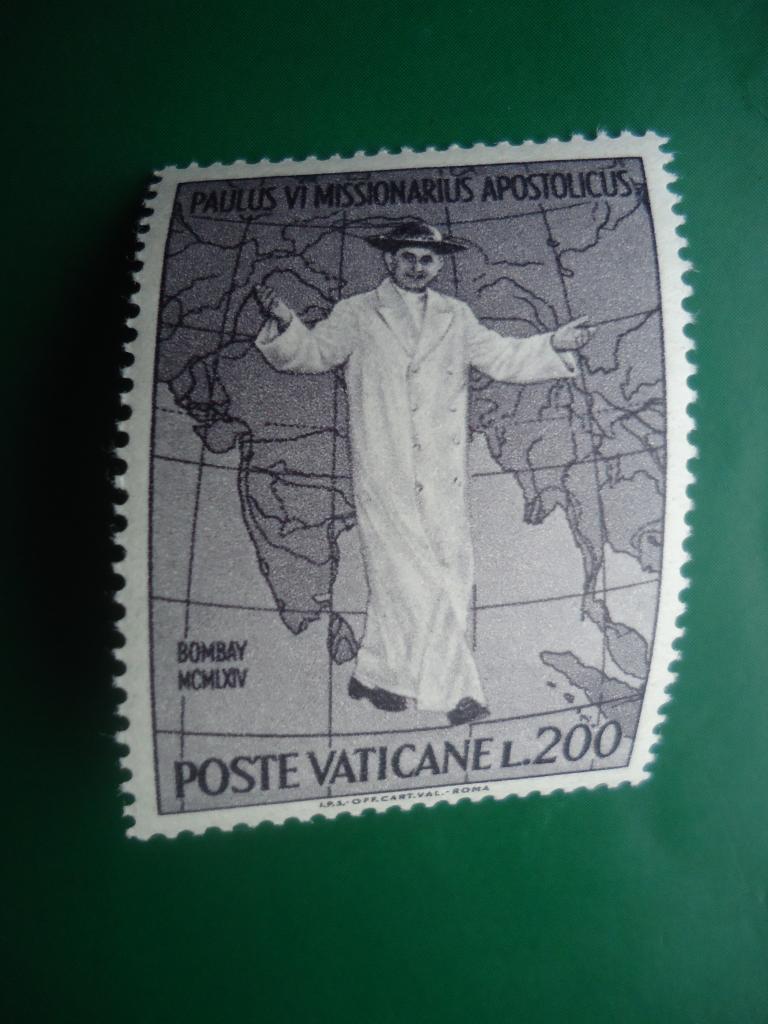 PAULUS VI MISSIONARIUS APOSTOLICUS
BOMBAY
MCMLXIV
POSTE VATICANE L.200
I.P.S.-OFF.CART.VAL.-ROMA